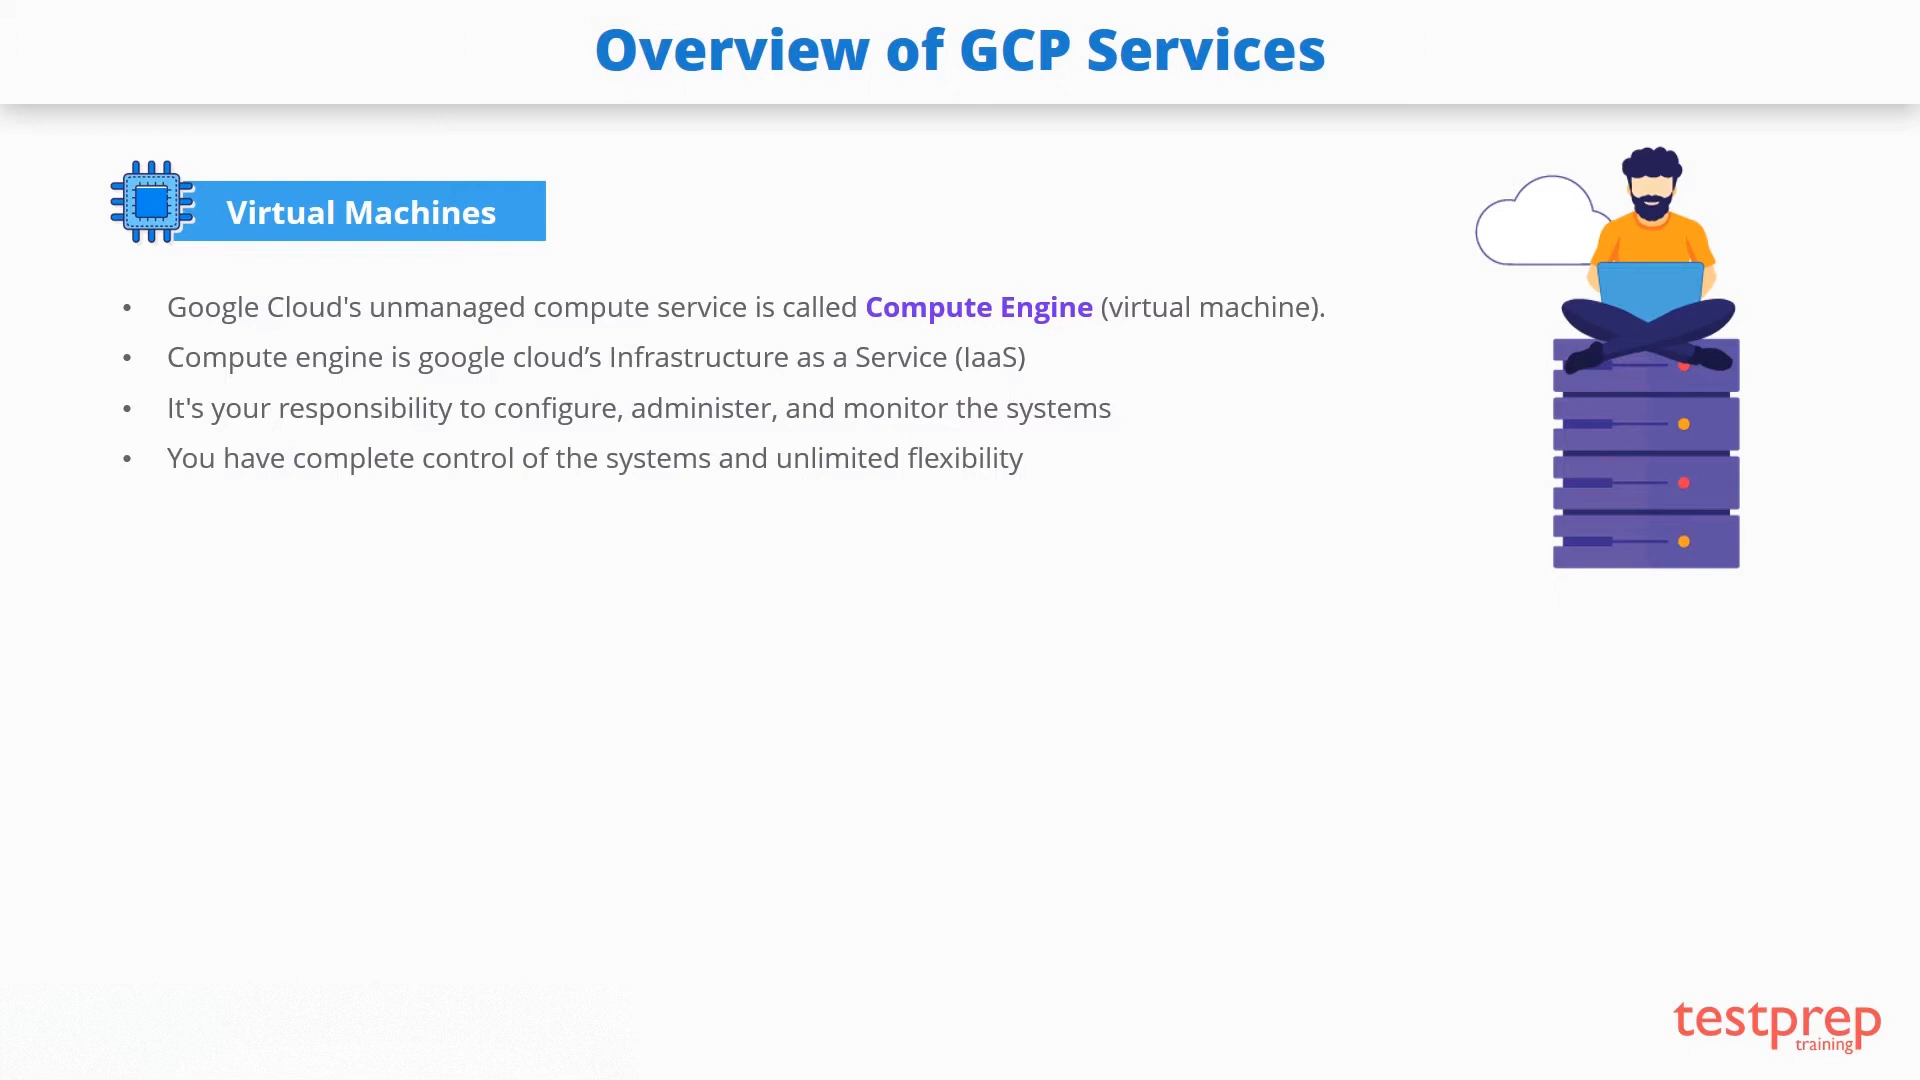 Overview of GCP Services
Virtual Machines
• Google Cloud's unmanaged compute service is called Compute Engine (virtual machine).
• Compute engine is google cloud’s Infrastructure as a Service (IaaS)
• It's your responsibility to configure, administer, and monitor the systems
• You have complete control of the systems and unlimited flexibility
testprep
training